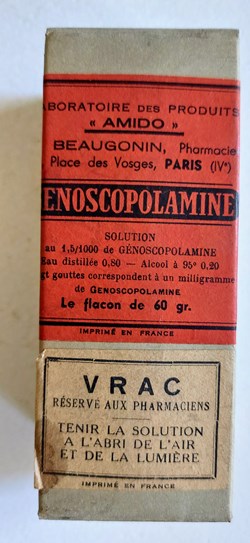 ABORATOIRE DES PRODUITS
« AMIDO »
BEAUGONIN, Pharmacie
Place des Vosges, PARIS (IVe)
ENOSCOPOLAMINE
SOLUTION
au 1,5/1000 de GÉNOSCOPOLAMINE
Eau distillée 0,80 — Alcool à 95° 0,20
gt gouttes correspondent à un milligramme
de GENOSCOPOLAMINE
Le flacon de 60 gr.
IMPRIMÉ EN FRANCE
VRAC
RÉSERVÉ AUX PHARMACIENS
TENIR LA SOLUTION
A L'ABRI DE L'AIR
ET DE LA LUMIÈRE
IMPRIMÉ EN FRANCE